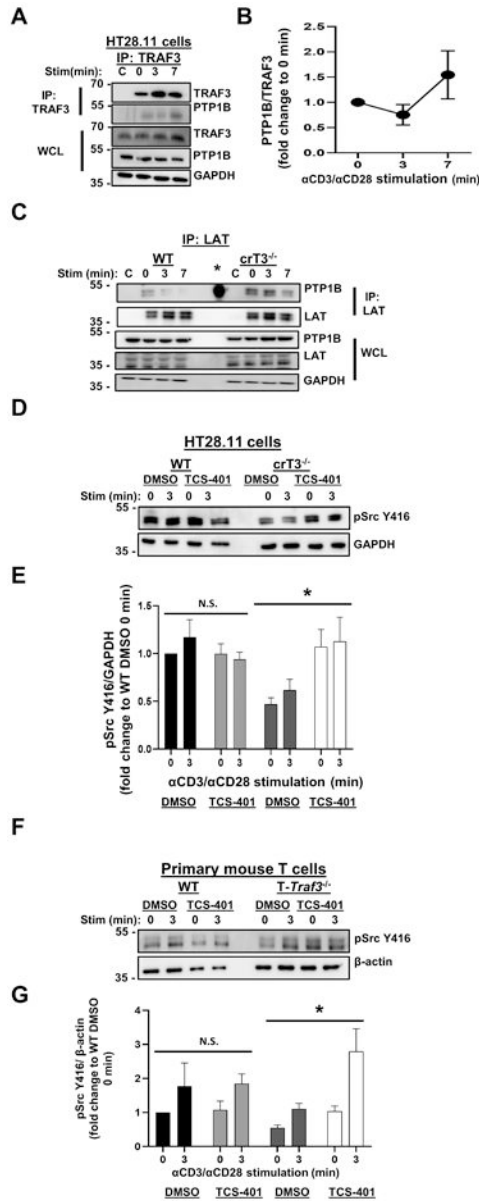 A
HT28.11 cells
IP: TRAF3
Stim(min): C 0 3 7
IP: TRAF3
70
55
TRAF3
PTP1B
WCL
70
55
35
TRAF3
PTP1B
GAPDH
B
PTP1B/TRAF3
(fold change to 0 min)
2.5
2.0
1.5
1.0
0.5
0.0
0 3 7
αCD3/αCD28 stimulation (min)
C
IP: LAT
WT * crT3-/-
Stim (min): C 0 3 7 C 0 3 7
55
PTP1B
35
LAT
IP: LAT
55
PTP1B
35
LAT
35
GAPDH
WCL
D
HT28.11 cells
WT crT3-/-
DMSO TCS-401 DMSO TCS-401
Stim (min): 0 3 0 3 0 3 0 3
55
pSrc Y416
35
GAPDH
E
pSrc Y416/GAPDH
(fold change to WT DMSO 0 min)
1.5
1.0
0.5
0.0
N.S.
*
0 3 0 3 0 3 0 3
αCD3/αCD28 stimulation (min)
DMSO TCS-401 DMSO TCS-401
F
Primary mouse T cells
WT T-Traf3-/-
DMSO TCS-401 DMSO TCS-401
Stim (min): 0 3 0 3 0 3 0 3
55
pSrc Y416
35
β-actin
G
pSrc Y416/ β-actin
(fold change to WT DMSO
0 min)
4
3
2
1
0
N.S.
*
0 3 0 3 0 3 0 3
αCD3/αCD28 stimulation (min)
DMSO TCS-401 DMSO TCS-401